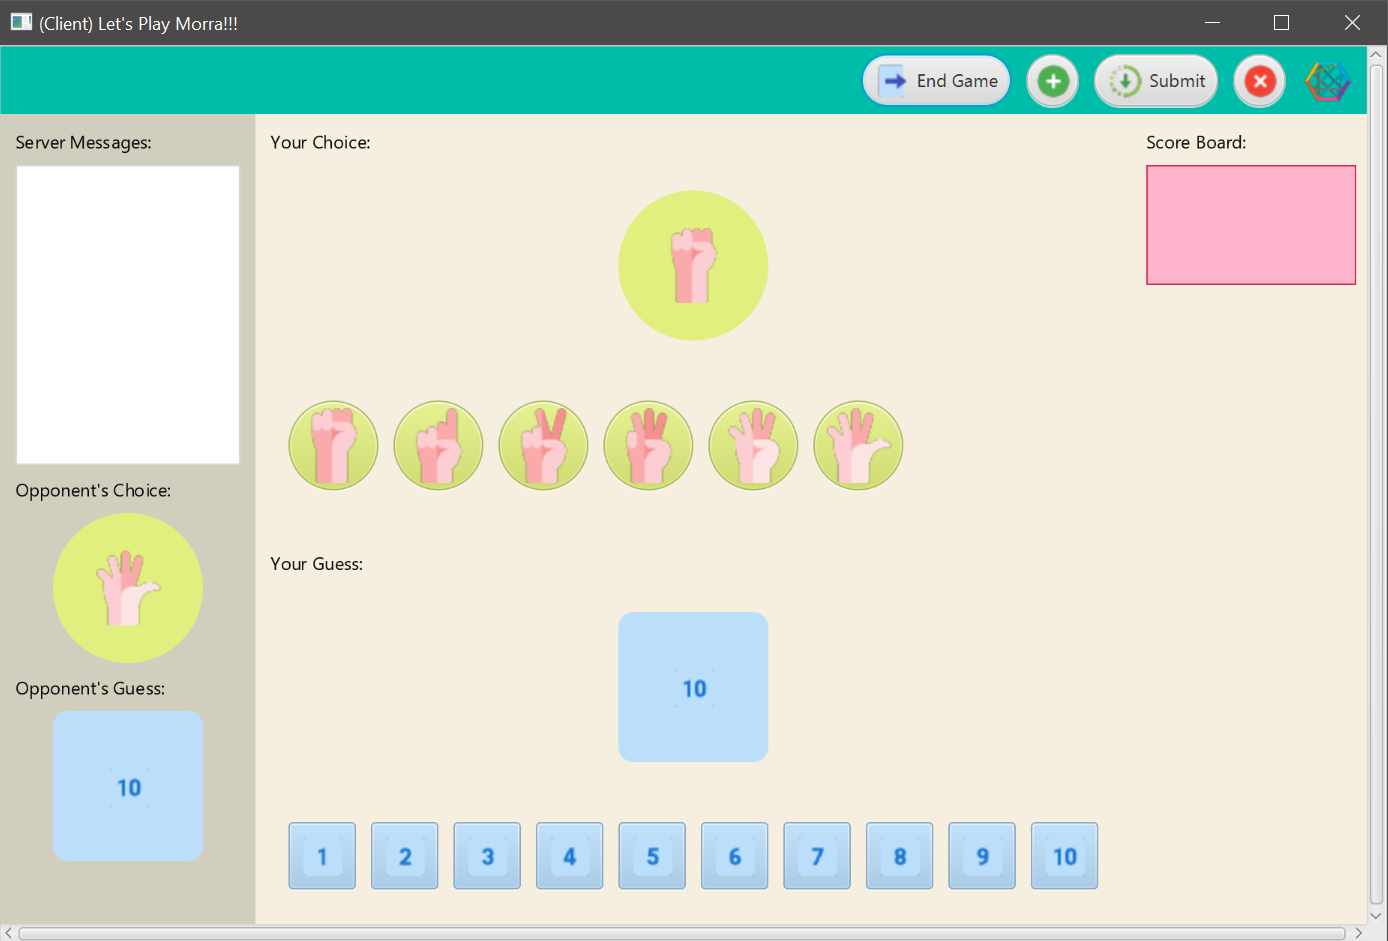 (Client) Let's Play Morra!!!
End Game
Submit
Server Messages:
Your Choice:
Score Board:
Opponent's Choice:
Your Guess:
10
Opponent's Guess:
10
1 2 3 4 5 6 7 8 9 10